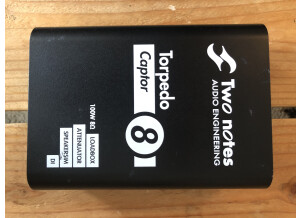 Two notes
AUDIO ENGINEERING
Torpedo
Captor
8
100W 8Ω
LOADBOX
ATTENUATOR
SPEAKERSIM
DI